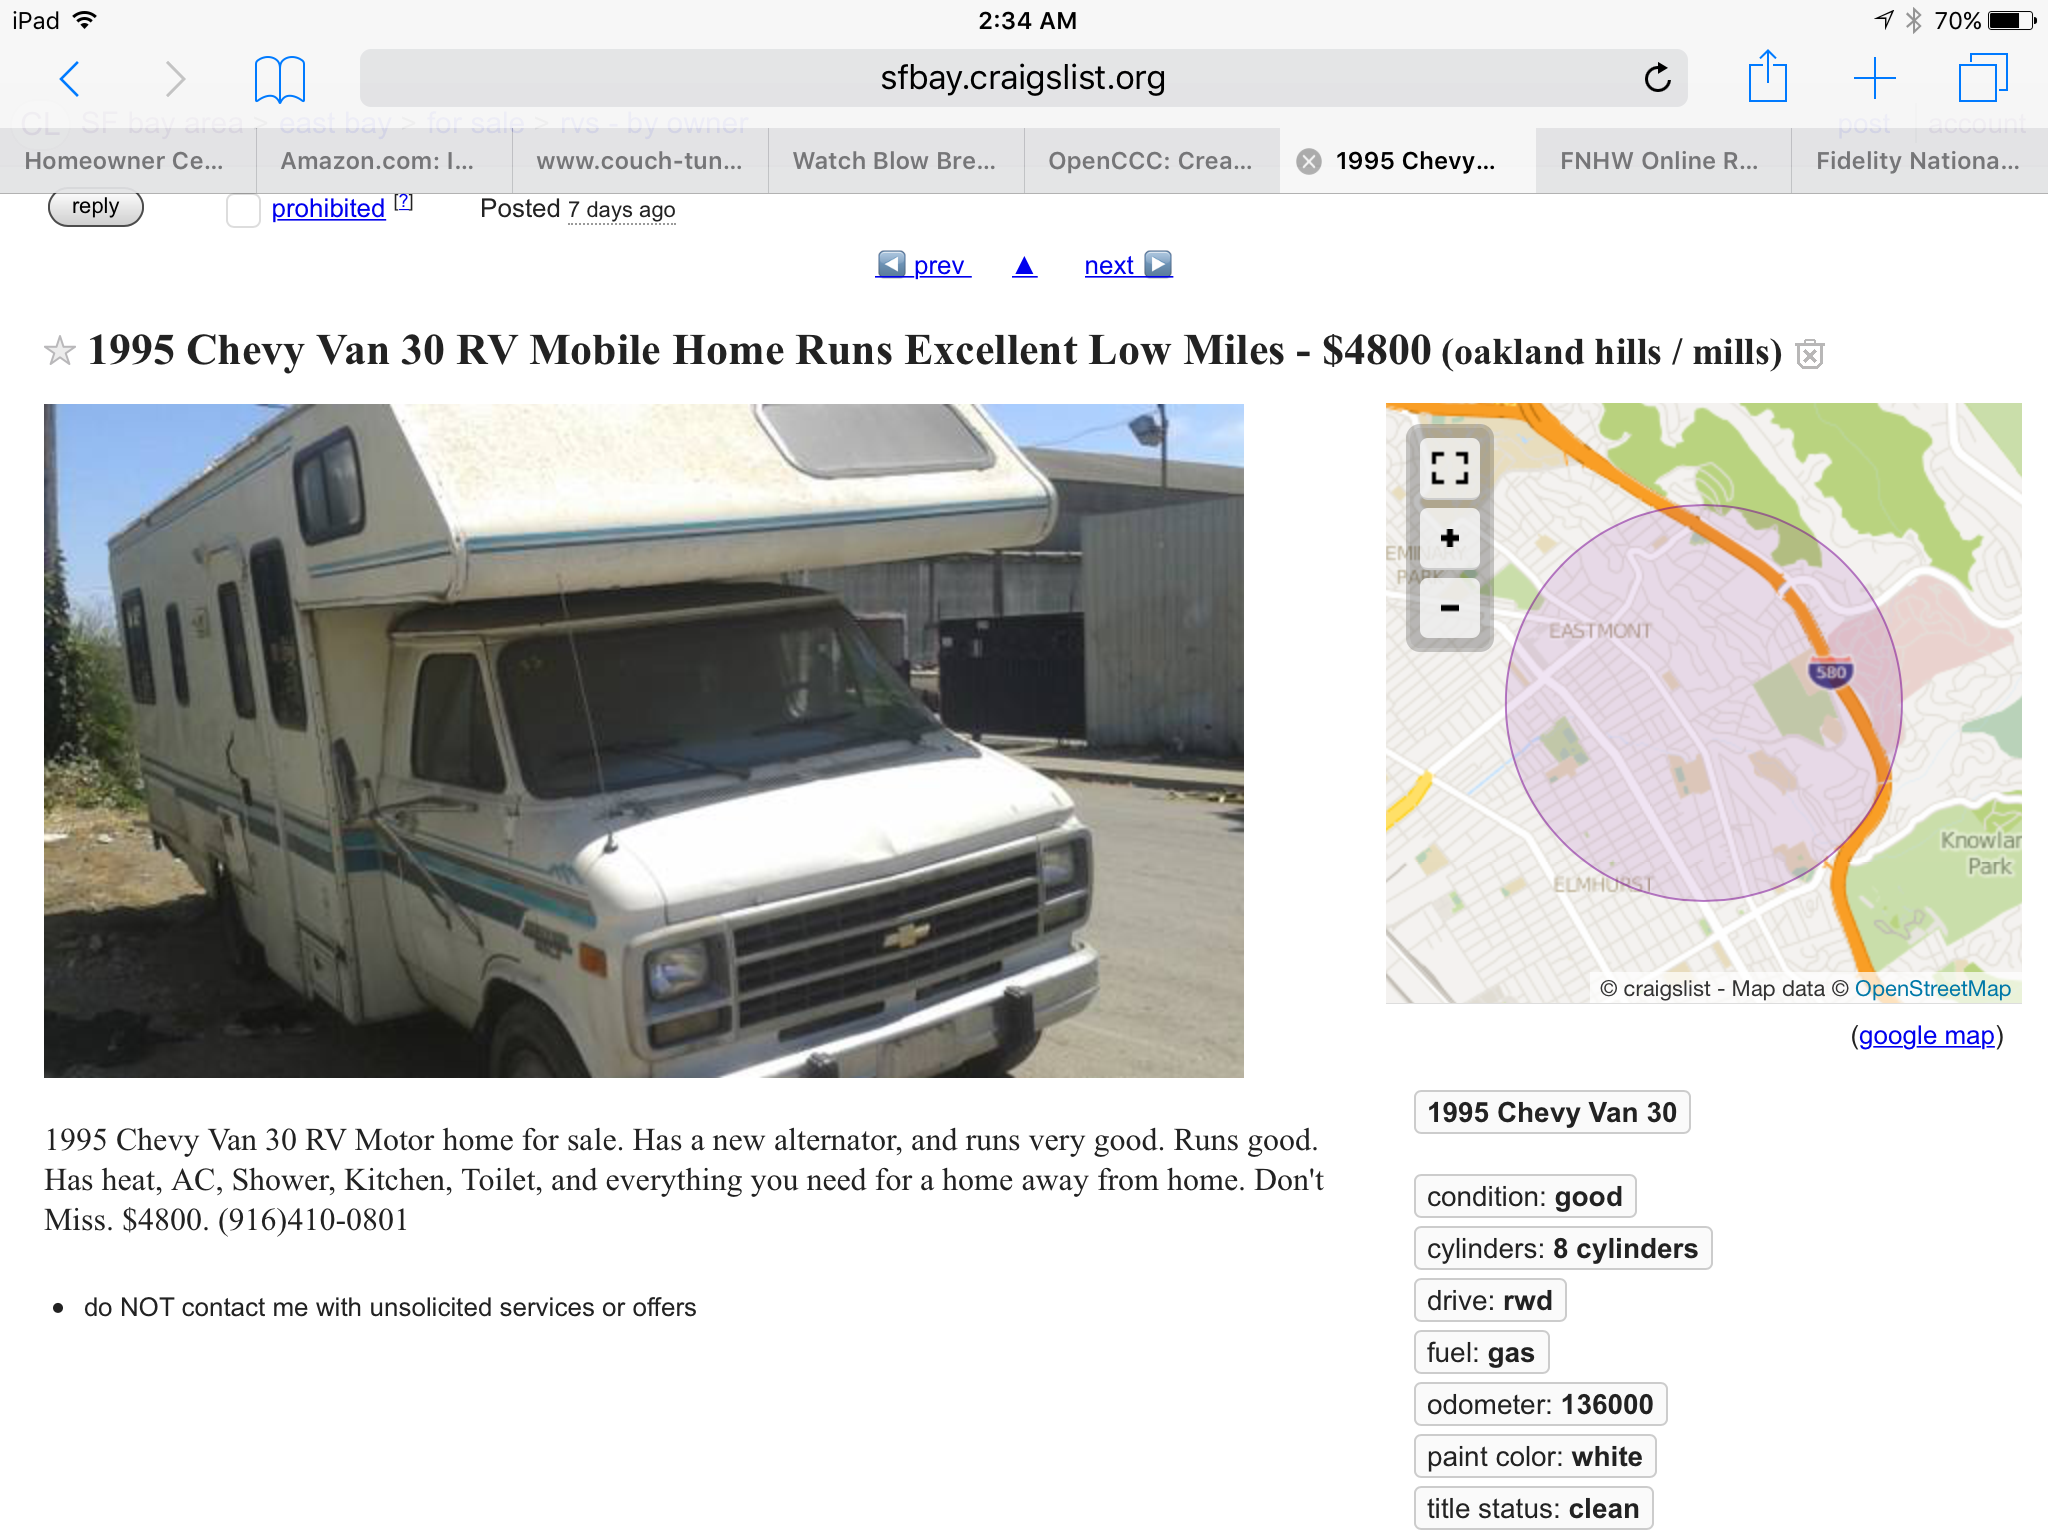 iPad
2:34 AM
70%
sfbay.craigslist.org
CL SF bay area > east bay > for sale > rvs - by owner
post account
Homeowner Ce...
Amazon.com: I...
www.couch-tun...
Watch Blow Bre...
OpenCCC: Crea...
1995 Chevy...
FNHW Online R...
Fidelity Nationa...
reply
prohibited [?]
Posted 7 days ago
prev ▲ next
1995 Chevy Van 30 RV Mobile Home Runs Excellent Low Miles - $4800 (oakland hills / mills)
EASTMONT
580
Knowlan
Park
ELMHURST
© craigslist - Map data © OpenStreetMap
(google map)
1995 Chevy Van 30 RV Motor home for sale. Has a new alternator, and runs very good. Runs good.
Has heat, AC, Shower, Kitchen, Toilet, and everything you need for a home away from home. Don't
Miss. $4800. (916)410-0801
• do NOT contact me with unsolicited services or offers
1995 Chevy Van 30
condition: good
cylinders: 8 cylinders
drive: rwd
fuel: gas
odometer: 136000
paint color: white
title status: clean